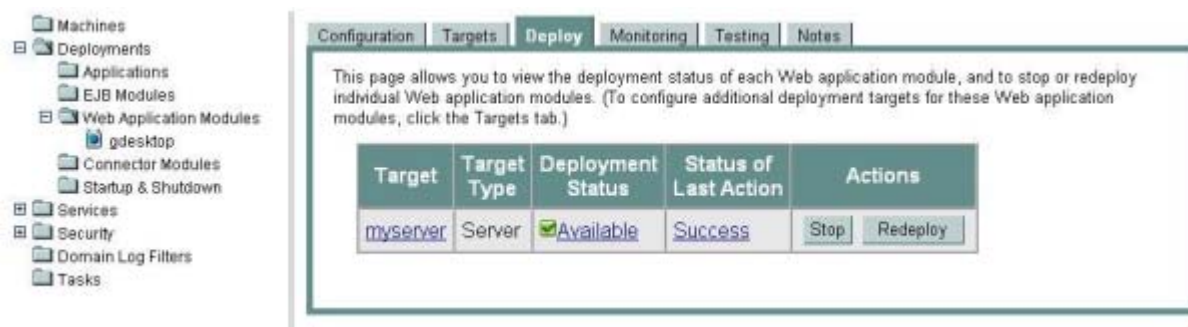 Machines
Deployments
Applications
EJB Modules
Web Application Modules
gdesktop
Connector Modules
Startup & Shutdown
Services
Security
Domain Log Filters
Tasks
Configuration Targets Deploy Monitoring Testing Notes
This page allows you to view the deployment status of each Web application module, and to stop or redeploy
individual Web application modules. (To configure additional deployment targets for these Web application
modules, click the Targets tab.)
Target Target Type Deployment Status Status of Last Action Actions
myserver Server Available Success Stop Redeploy